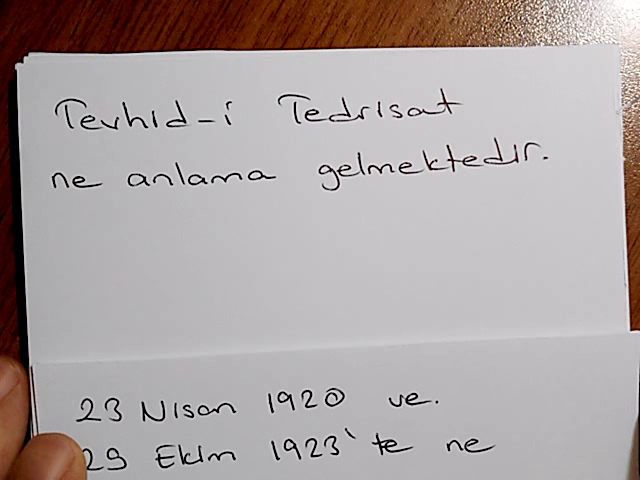 Tevhid-i Tedrisat
ne anlama gelmektedir.
23 Nisan 1920 ve.
29 Ekim 1923'te ne